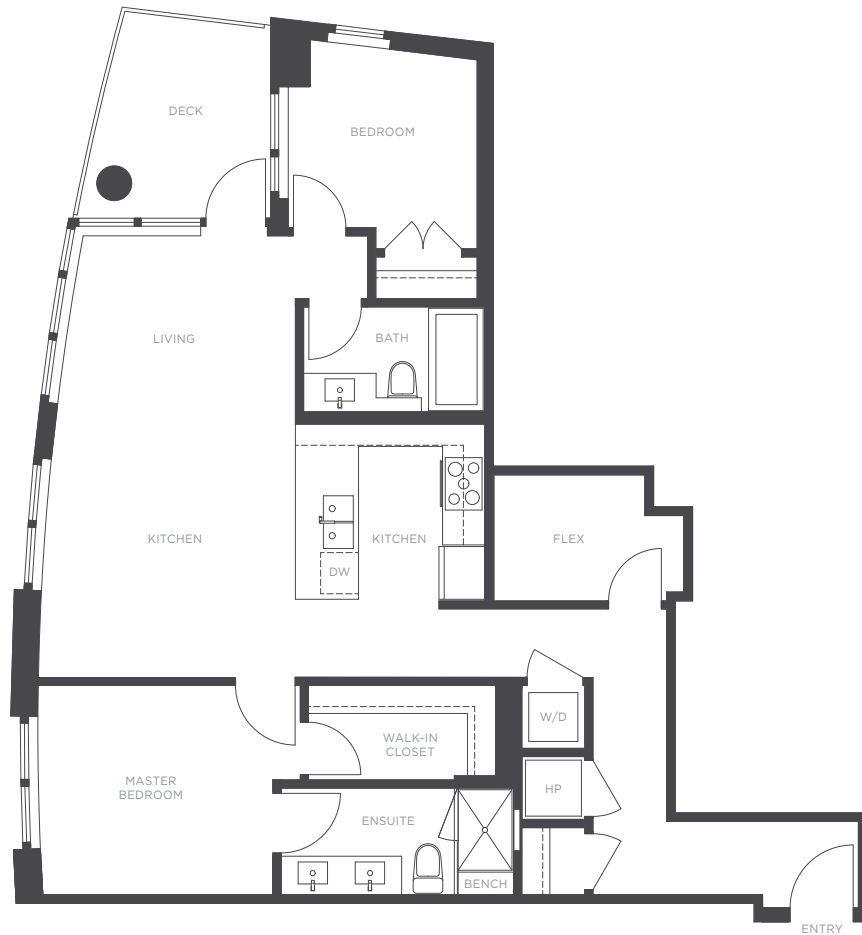 DECK
BEDROOM
LIVING
BATH
KITCHEN
KITCHEN
FLEX
DW
W/D
WALK-IN
CLOSET
MASTER
BEDROOM
HP
ENSUITE
BENCH
ENTRY